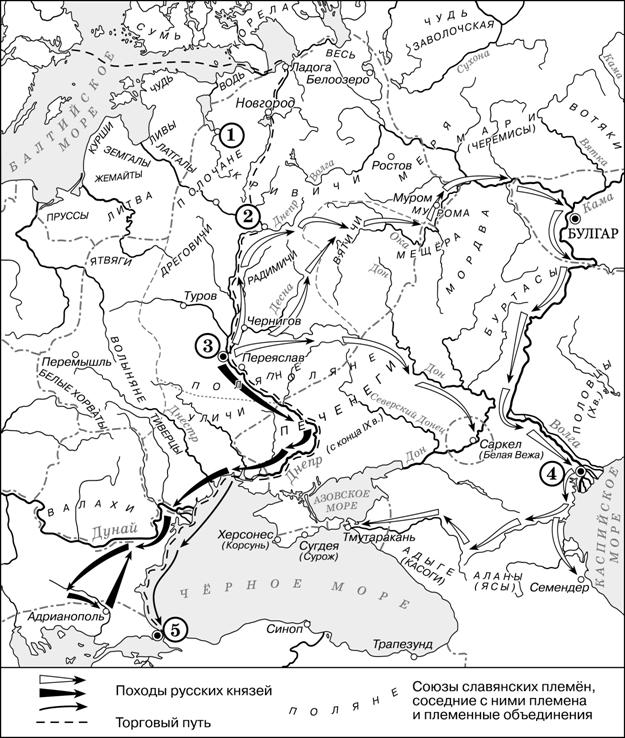 СУМЬ
ОРЕЛА
ЧУДЬ
ЗАВОЛОЧСКАЯ
ВЕСЬ
Ладога
Белоозеро
Сухона
Кама
ВОДЬ
ЧУДЬ
Новгород
БАЛТИЙСКОЕ
МОРЕ
1
КУРШИ
ЛИВЫ
ЗЕМГАЛЫ
ЛАТГАЛЫ
ЖЕМАЙТЫ
ЛИТВА
ПРУССЫ
ПОЛОЧАНЕ
КРИВИЧИ
Волга
Ростов
МЕРЯ
МАРИ
(ЧЕРЕМИСЫ)
ВОТЯКИ
Вятка
Муром
МУРОМА
Кама
БУЛГАР
2
Днепр
ЯТВЯГИ
ДРЕГОВИЧИ
РАДИМИЧИ
ВЯТИЧИ
Ока
МЕЩЕРА
МОРДВА
Дон
Десна
БУРТАСЫ
Туров
Чернигов
3
Переяслав
Перемышль
ВОЛЫНЯНЕ
ПОЛЯНЕ
ПОЛЯНЕ
БЕЛЫЕ ХОРВАТЫ
УЛИЧИ
Днестр
ТИВЕРЦЫ
ПЕЧЕНЕГИ
(с конца IX в.)
Днепр
Дон
Северский Донец
Саркел
(Белая Вежа)
Дон
Волга
ПОЛОВЦЫ
(X в.)
4
ВАЛАХИ
Дунай
АЗОВСКОЕ
МОРЕ
Херсонес
(Корсунь)
Сугдея
(Сурож)
Тмутаракань
АДЫГЕ
(КАСОГИ)
АЛАНЫ
(ЯСЫ)
Семендер
КАСПИЙСКОЕ
МОРЕ
ЧЁРНОЕ МОРЕ
Адрианополь
5
Синоп
Трапезунд
Походы русских князей
Торговый путь
ПОЛЯНЕ
Союзы славянских племён,
соседние с ними племена
и племенные объединения